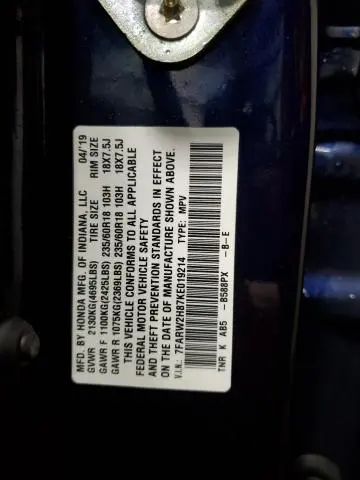 MFD. BY HONDA MFG. OF INDIANA, LLC 04/'19
GVWR 2130KG(4695LBS) TIRE SIZE RIM SIZE
GAWR F 1100KG(2425LBS) 235/60R18 103H 18X7.5J
GAWR R 1075KG(2369LBS) 235/60R18 103H 18X7.5J
THIS VEHICLE CONFORMS TO ALL APPLICABLE
FEDERAL MOTOR VEHICLE SAFETY
AND THEFT PREVENTION STANDARDS IN EFFECT
ON THE DATE OF MANUFACTURE SHOWN ABOVE.
V.I.N.: 7FARW2H87KE019214 TYPE: MPV
TNR K AB5 -B588PX -B-E